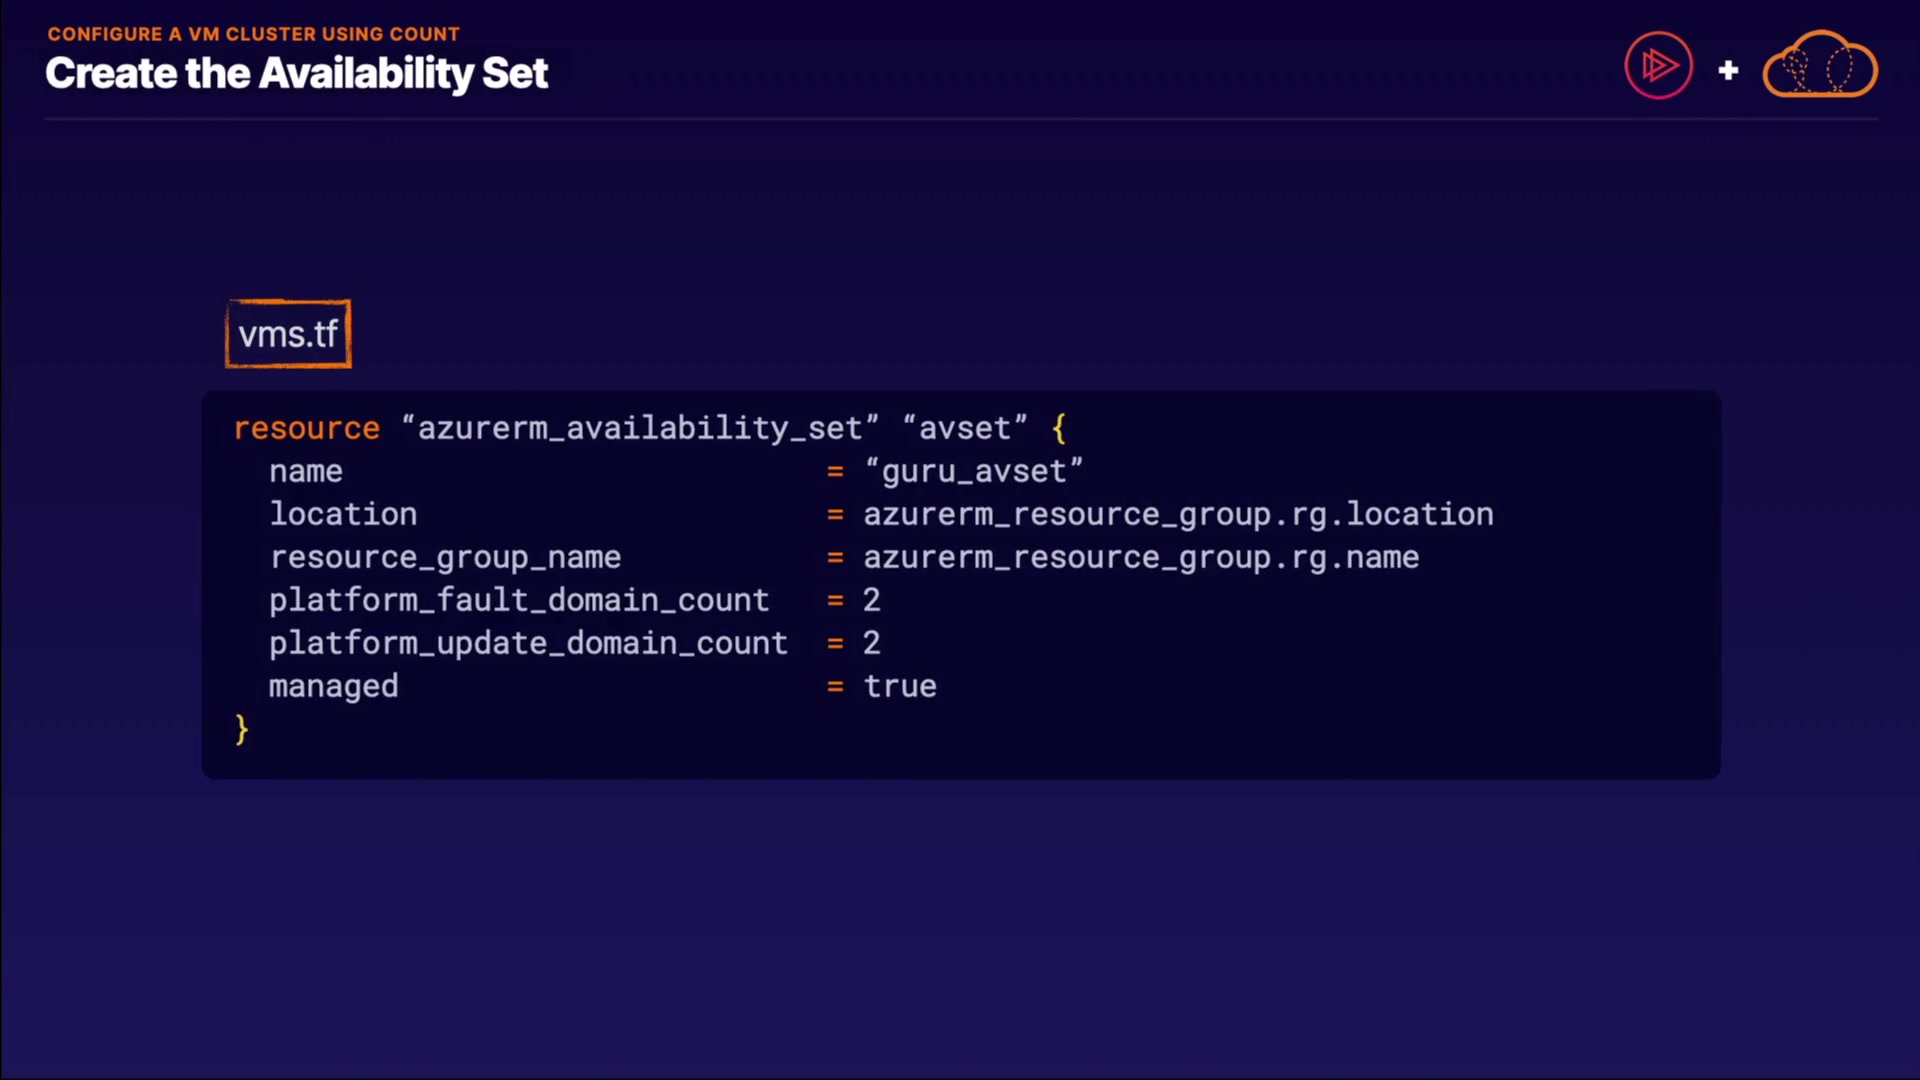 CONFIGURE A VM CLUSTER USING COUNT
Create the Availability Set
+
vms.tf
resource “azurerm_availability_set” “avset” {
name = “guru_avset”
location = azurerm_resource_group.rg.location
resource_group_name = azurerm_resource_group.rg.name
platform_fault_domain_count = 2
platform_update_domain_count = 2
managed = true
}